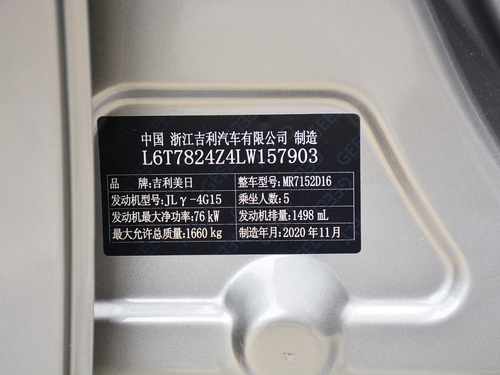 中国 浙江吉利汽车有限公司 制造
L6T7824Z4LW157903
品 牌:吉利美日 整车型号:MR7152D16
发动机型号:JLγ-4G15 乘坐人数:5
发动机最大净功率:76 kW 发动机排量:1498 mL
最大允许总质量:1660 kg 制造年月:2020 年11月